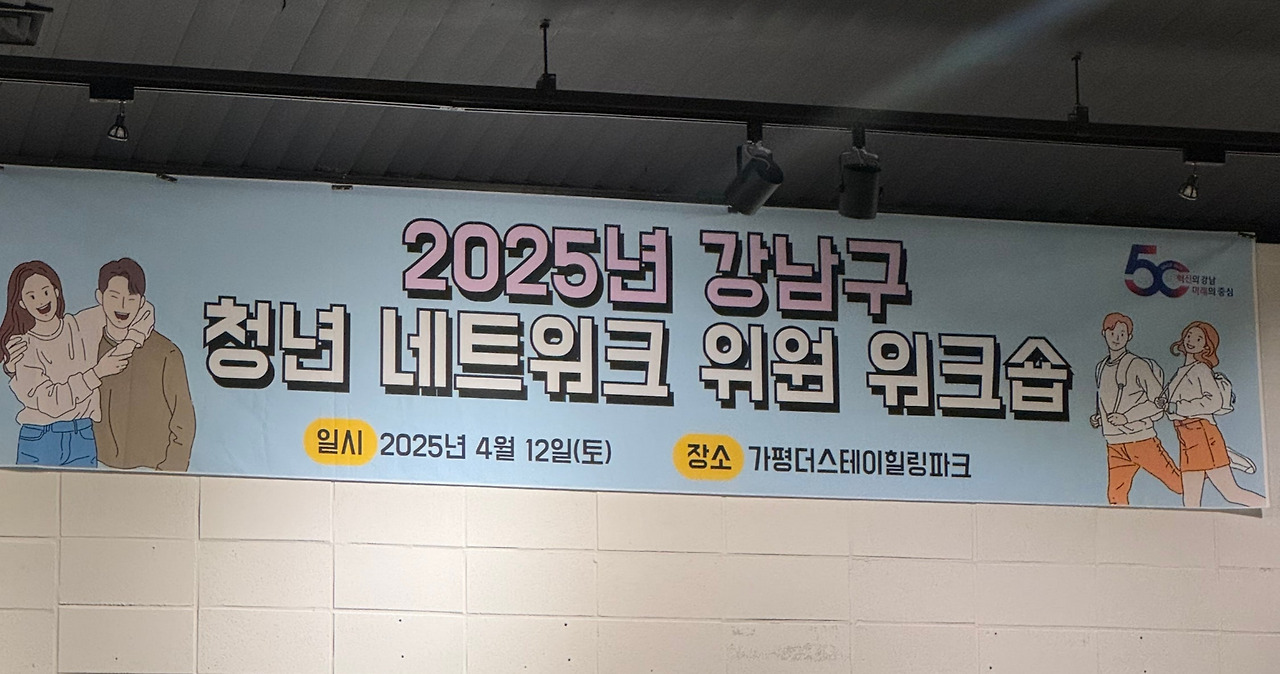 2025년 강남구
청년 네트워크 위원 워크숍
일시 2025년 4월 12일(토)
장소 가평더스테이힐링파크
50
혁신의 강남
미래의 중심